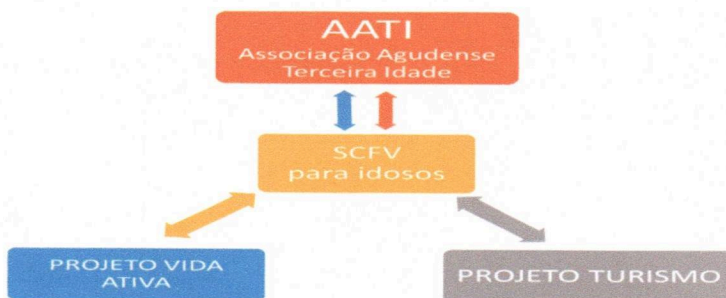 AATI
Associação Agudense
Terceira Idade
SCFV
para idosos
PROJETO VIDA
ATIVA
PROJETO TURISMO